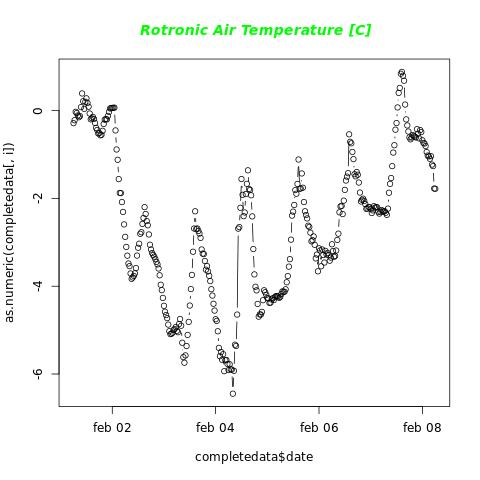 Rotronic Air Temperature [C]
as.numeric(completedata[, i])
0
-2
-4
-6
feb 02 feb 04 feb 06 feb 08
completedata$date